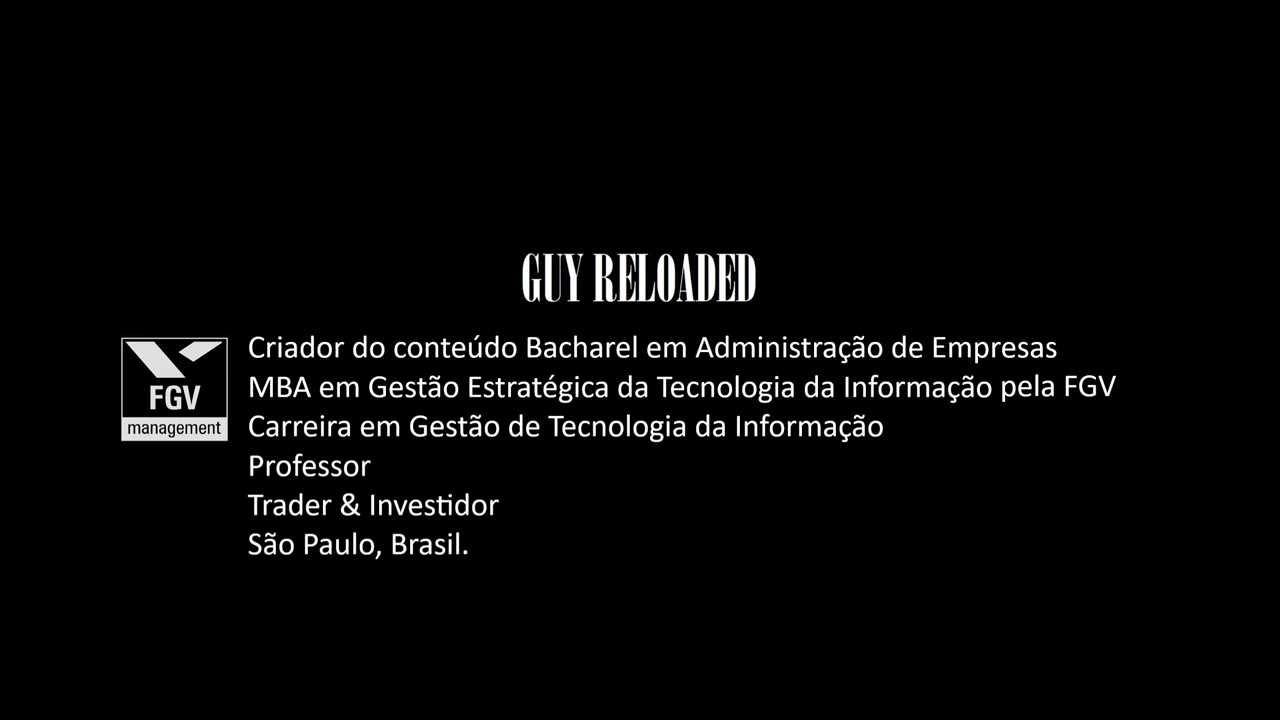 GUY RELOADED
Criador do conteúdo Bacharel em Administração de Empresas
MBA em Gestão Estratégica da Tecnologia da Informação pela FGV
Carreira em Gestão de Tecnologia da Informação
Professor
Trader & Investidor
São Paulo, Brasil.
FGV
management